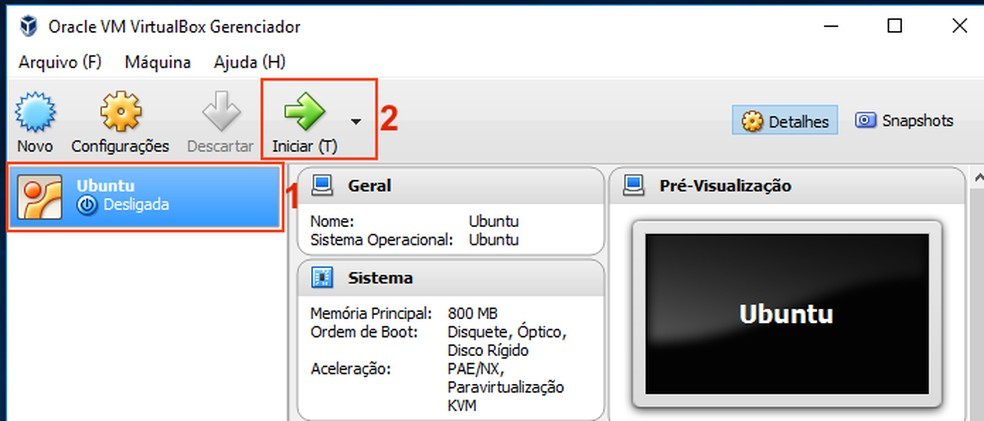 Oracle VM VirtualBox Gerenciador
Arquivo (F) Máquina Ajuda (H)
Novo Configurações Descartar Iniciar (T) 2 Detalhes Snapshots
Ubuntu
Desligada
1
Geral
Nome: Ubuntu
Sistema Operacional: Ubuntu
Sistema
Memória Principal: 800 MB
Ordem de Boot: Disquete, Óptico,
Disco Rígido
Aceleração: PAE/NX,
Paravirtualização
KVM
Pré-Visualização
Ubuntu